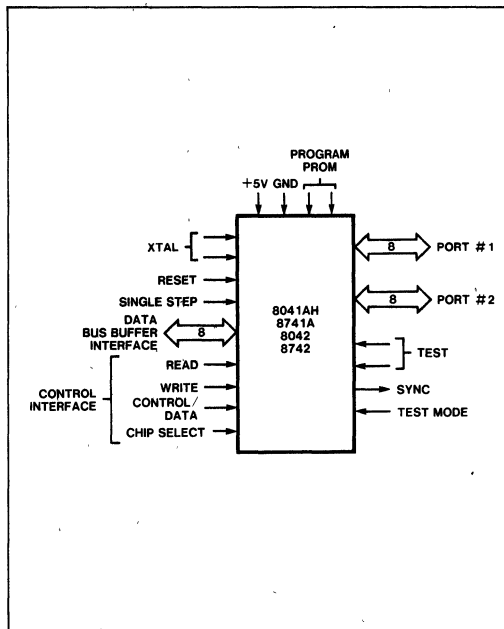 PROGRAM
PROM
+5V GND
XTAL
RESET
SINGLE STEP
DATA
BUS BUFFER
INTERFACE
8
READ
WRITE
CONTROL/
DATA
CHIP SELECT
CONTROL
INTERFACE
8041AH
8741A
8042
8742
8
PORT #1
8
PORT #2
TEST
SYNC
TEST MODE